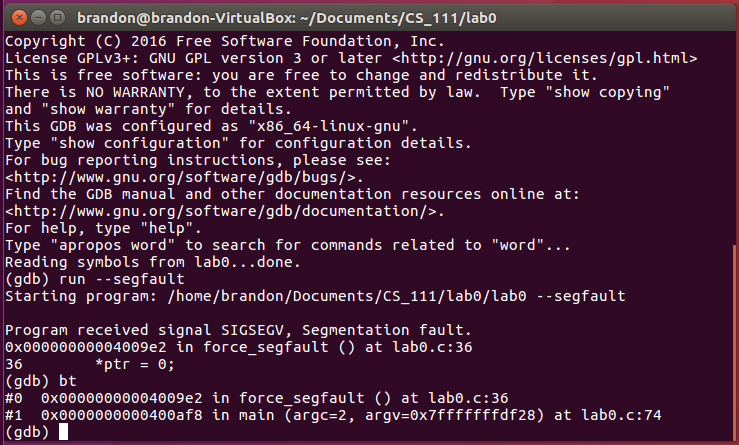 brandon@brandon-VirtualBox: ~/Documents/CS_111/lab0
Copyright (C) 2016 Free Software Foundation, Inc.
License GPLv3+: GNU GPL version 3 or later <http://gnu.org/licenses/gpl.html>
This is free software: you are free to change and redistribute it.
There is NO WARRANTY, to the extent permitted by law.  Type "show copying"
and "show warranty" for details.
This GDB was configured as "x86_64-linux-gnu".
Type "show configuration" for configuration details.
For bug reporting instructions, please see:
<http://www.gnu.org/software/gdb/bugs/>.
Find the GDB manual and other documentation resources online at:
<http://www.gnu.org/software/gdb/documentation/>.
For help, type "help".
Type "apropos word" to search for commands related to "word"...
Reading symbols from lab0...done.
(gdb) run --segfault
Starting program: /home/brandon/Documents/CS_111/lab0/lab0 --segfault

Program received signal SIGSEGV, Segmentation fault.
0x00000000004009e2 in force_segfault () at lab0.c:36
36        *ptr = 0;
(gdb) bt
#0  0x00000000004009e2 in force_segfault () at lab0.c:36
#1  0x0000000000400af8 in main (argc=2, argv=0x7fffffffdf28) at lab0.c:74
(gdb)